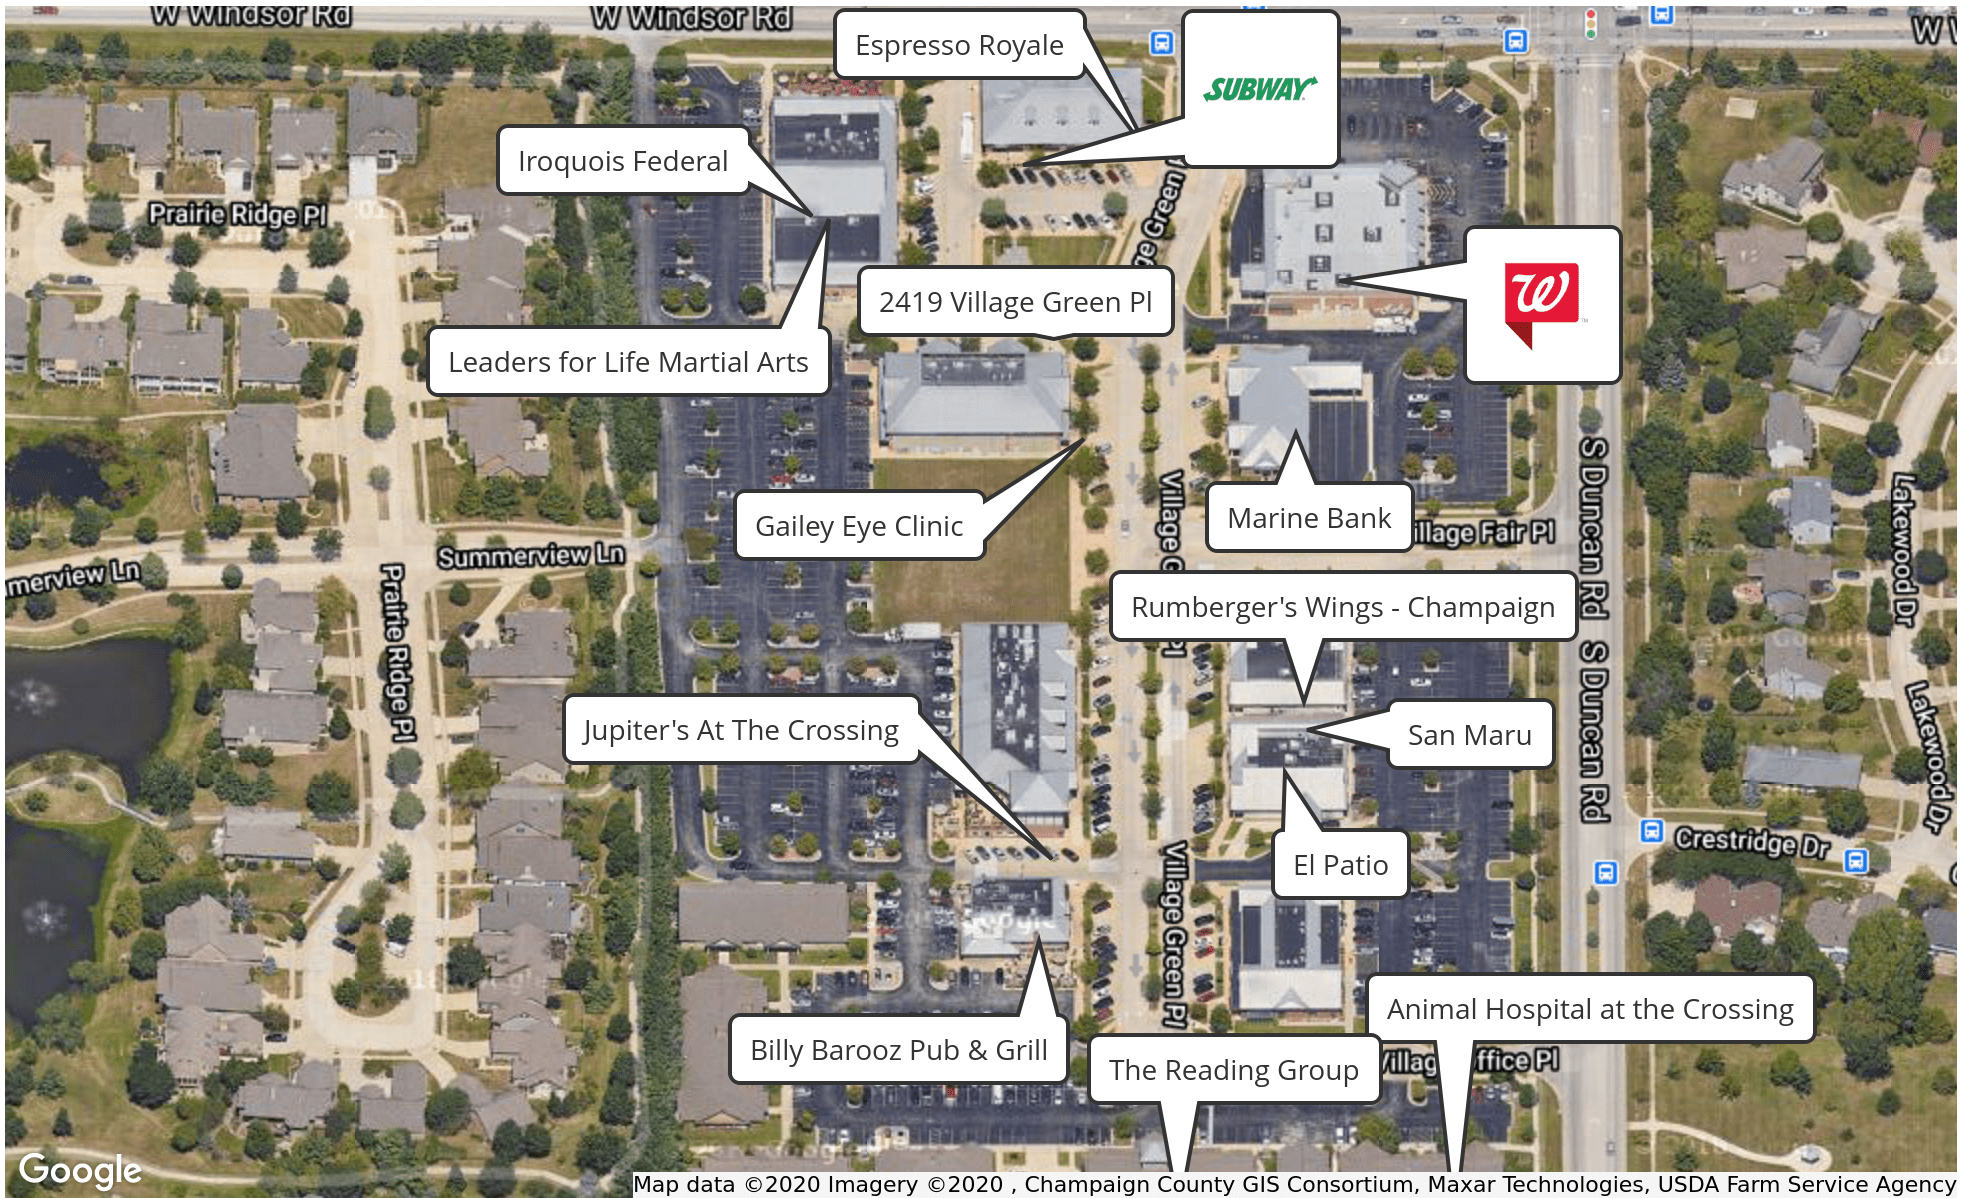 W Windsor Rd
W Windsor Rd
W W
Espresso Royale
SUBWAY
Iroquois Federal
Prairie Ridge Pl
ge Green
2419 Village Green Pl
W
Leaders for Life Martial Arts
Gailey Eye Clinic
Marine Bank
illage Fair Pl
S Duncan Rd
Lakewood Dr
Summerview Ln
merview Ln
Prairie Ridge Pl
Rumberger's Wings - Champaign
S Duncan Rd
Jupiter's At The Crossing
San Maru
Lakewood Dr
El Patio
Crestridge Dr
Village Green Pl
Animal Hospital at the Crossing
Billy Barooz Pub & Grill
The Reading Group
Google
Map data ©2020 Imagery ©2020 , Champaign County GIS Consortium, Maxar Technologies, USDA Farm Service Agency